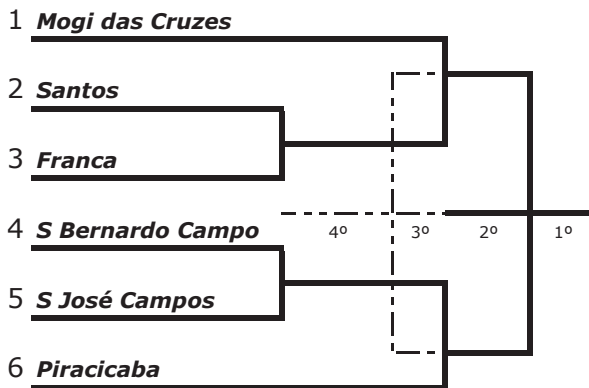 1 Mogi das Cruzes
2 Santos
3 Franca
4 S Bernardo Campo
4º 3º 2º 1º
5 S José Campos
6 Piracicaba